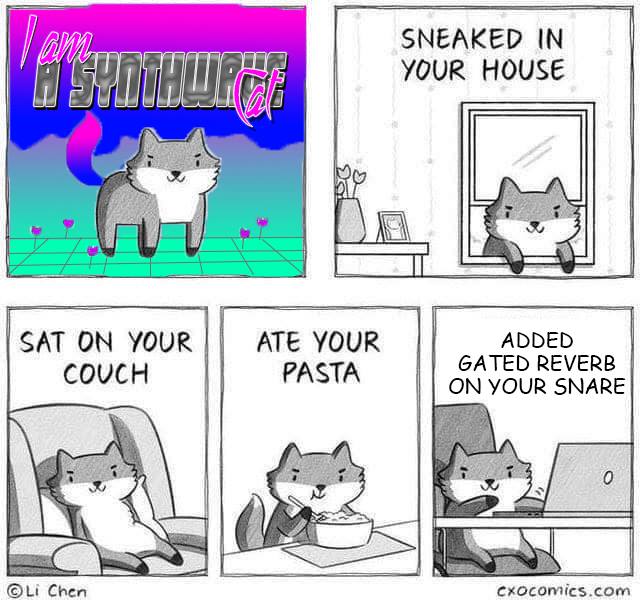 I am
A SYNTHWAVE
Cat
SNEAKED IN
YOUR HOUSE
SAT ON YOUR
COUCH
ATE YOUR
PASTA
ADDED
GATED REVERB
ON YOUR SNARE
©Li Chen
exocomics.com